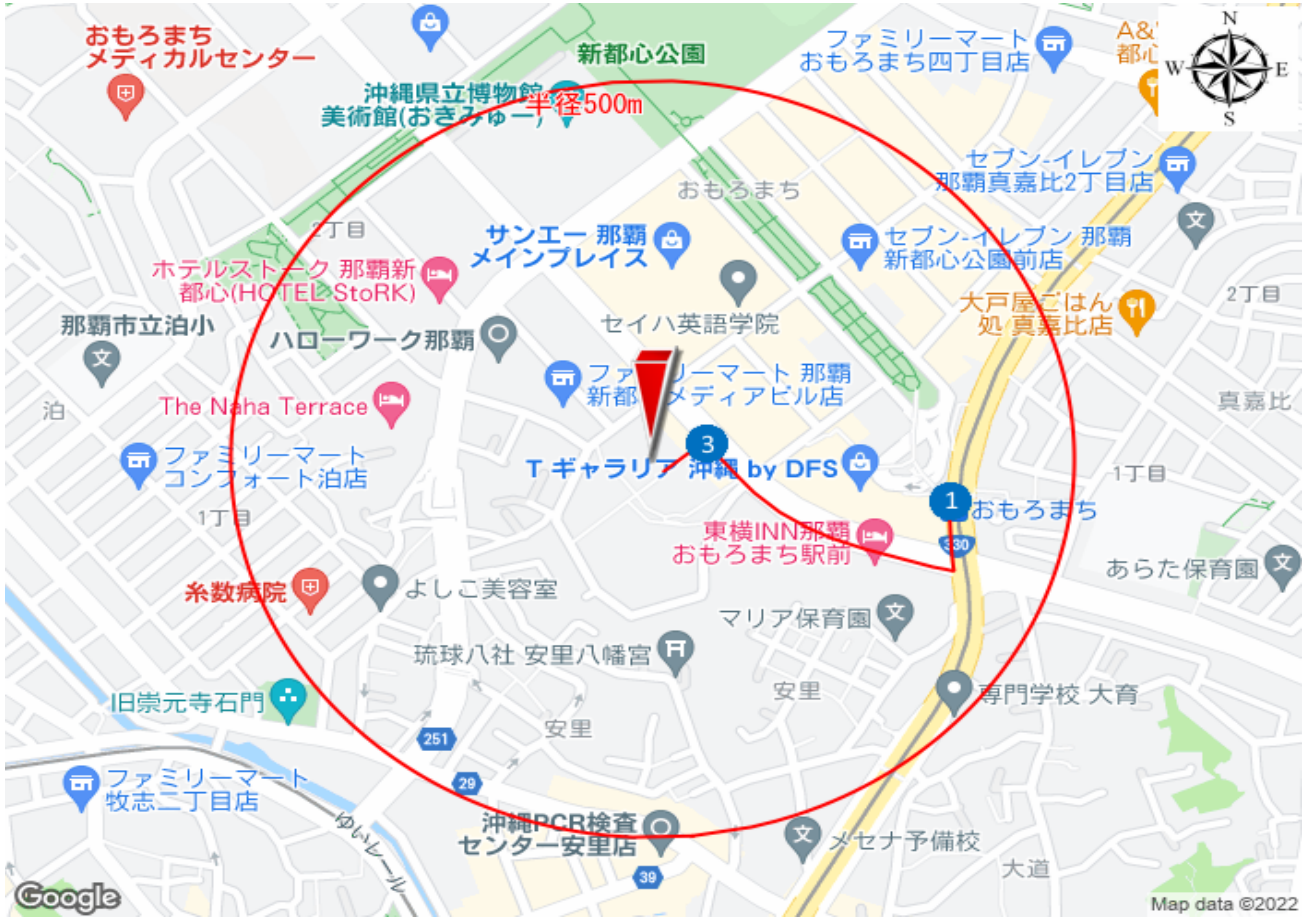 おもろまち
メディカルセンター
新都心公園
ファミリーマート
おもろまち四丁目店
A&
都心
N
W
E
S
沖縄県立博物館
美術館(おきみゅー)
半径500m
セブン-イレブン
那覇真嘉比2丁目店
おもろまち
2丁目
サンエー 那覇
メインプレイス
セブン-イレブン 那覇
新都心公園前店
ホテルストーク 那覇新
都心(HOTEL StoRK)
大戸屋ごはん
処 真嘉比店
2丁目
那覇市立泊小
ハローワーク那覇
セイハ英語学院
ファミリーマート 那覇
新都心メディアビル店
泊
The Naha Terrace
真嘉比
3
ファミリーマート
コンフォート泊店
T ギャラリア 沖縄 by DFS
1丁目
1
おもろまち
1丁目
東横INN那覇
おもろまち駅前
330
あらた保育園
糸数病院
よしこ美容室
マリア保育園
琉球八社 安里八幡宮
安里
専門学校 大育
旧崇元寺石門
安里
251
29
ファミリーマート
牧志二丁目店
ゆいレール
沖縄PCR検査
センター安里店
メセナ予備校
39
大道
Google
Map data ©2022